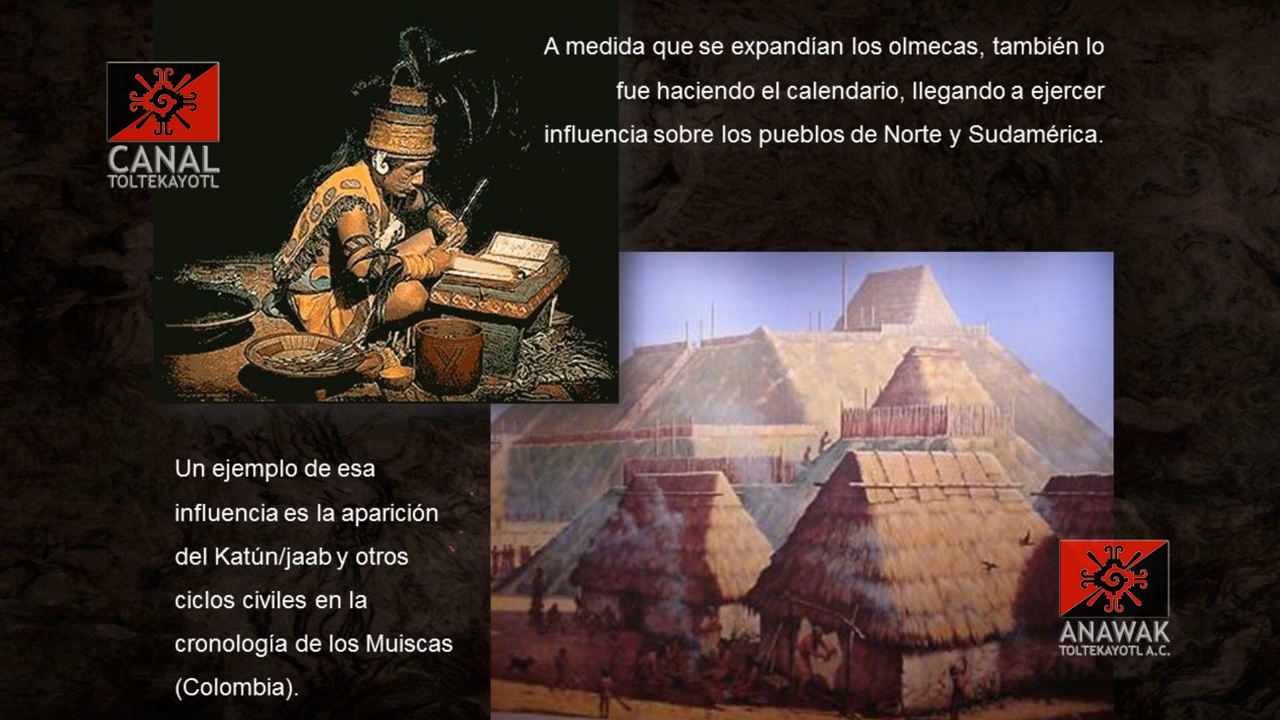 A medida que se expandían los olmecas, también lo
fue haciendo el calendario, llegando a ejercer
influencia sobre los pueblos de Norte y Sudamérica.
CANAL
TOLTEKAYOTL
Un ejemplo de esa
influencia es la aparición
del Katún/jaab y otros
ciclos civiles en la
cronología de los Muiscas
(Colombia).
ANAWAK
TOLTEKAYOTL A.C.